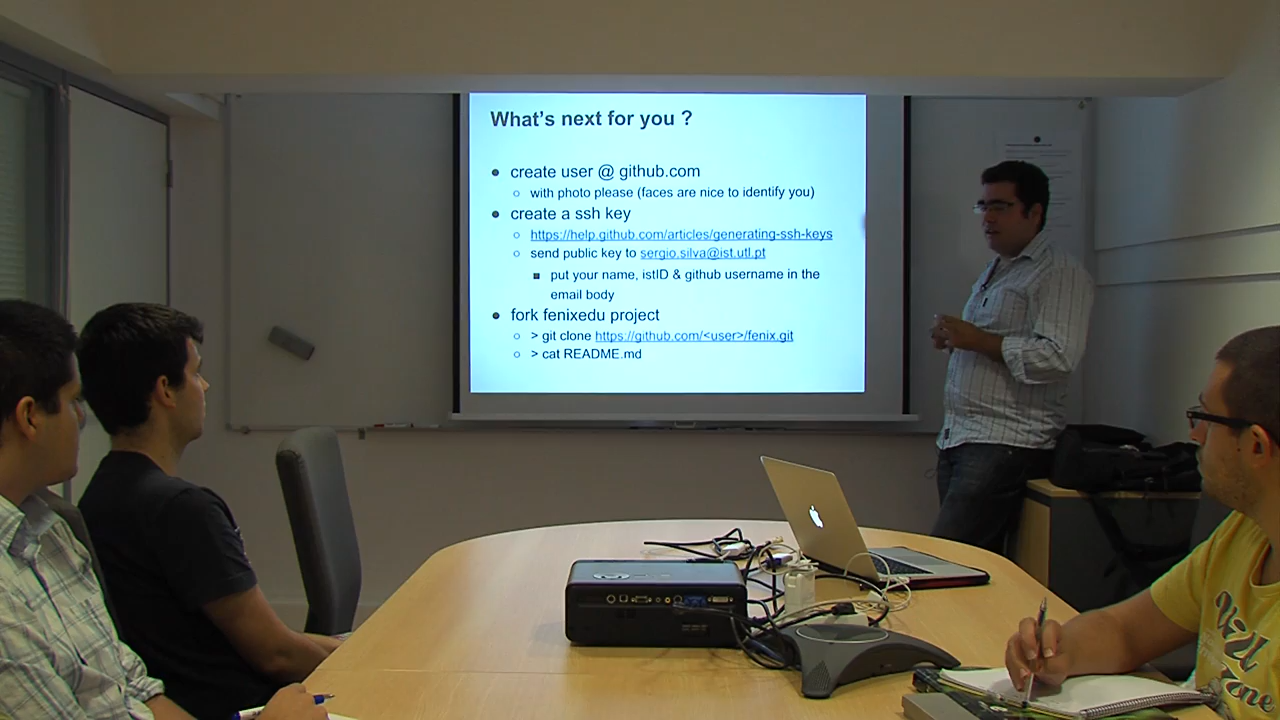 What's next for you ?
● create user @ github.com
○ with photo please (faces are nice to identify you)
● create a ssh key
○ https://help.github.com/articles/generating-ssh-keys
○ send public key to sergio.silva@ist.utl.pt
■ put your name, istID & github username in the
email body
● fork fenixedu project
○ > git clone https://github.com/<user>/fenix.git
○ > cat README.md